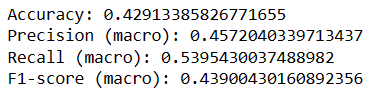 Accuracy: 0.42913385826771655
Precision (macro): 0.4572040339713437
Recall (macro): 0.5395430037488982
F1-score (macro): 0.43900430160892356